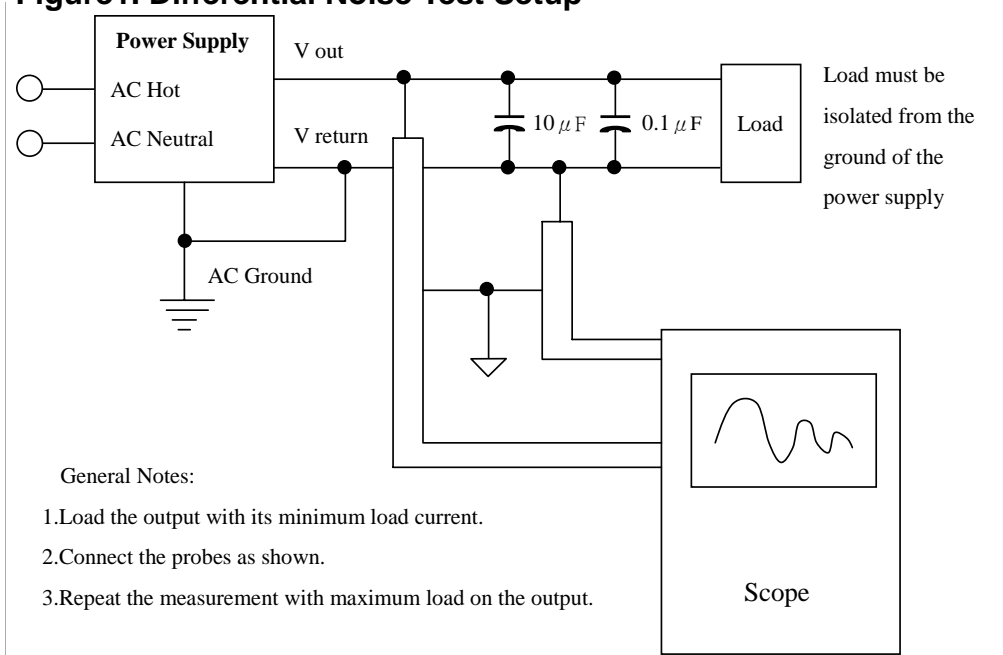 Figure1. Differential Noise Test Setup
Power Supply
V out
AC Hot
AC Neutral
V return
10μF
0.1μF
Load
Load must be
isolated from the
ground of the
power supply
AC Ground
General Notes:
1.Load the output with its minimum load current.
2.Connect the probes as shown.
3.Repeat the measurement with maximum load on the output.
Scope